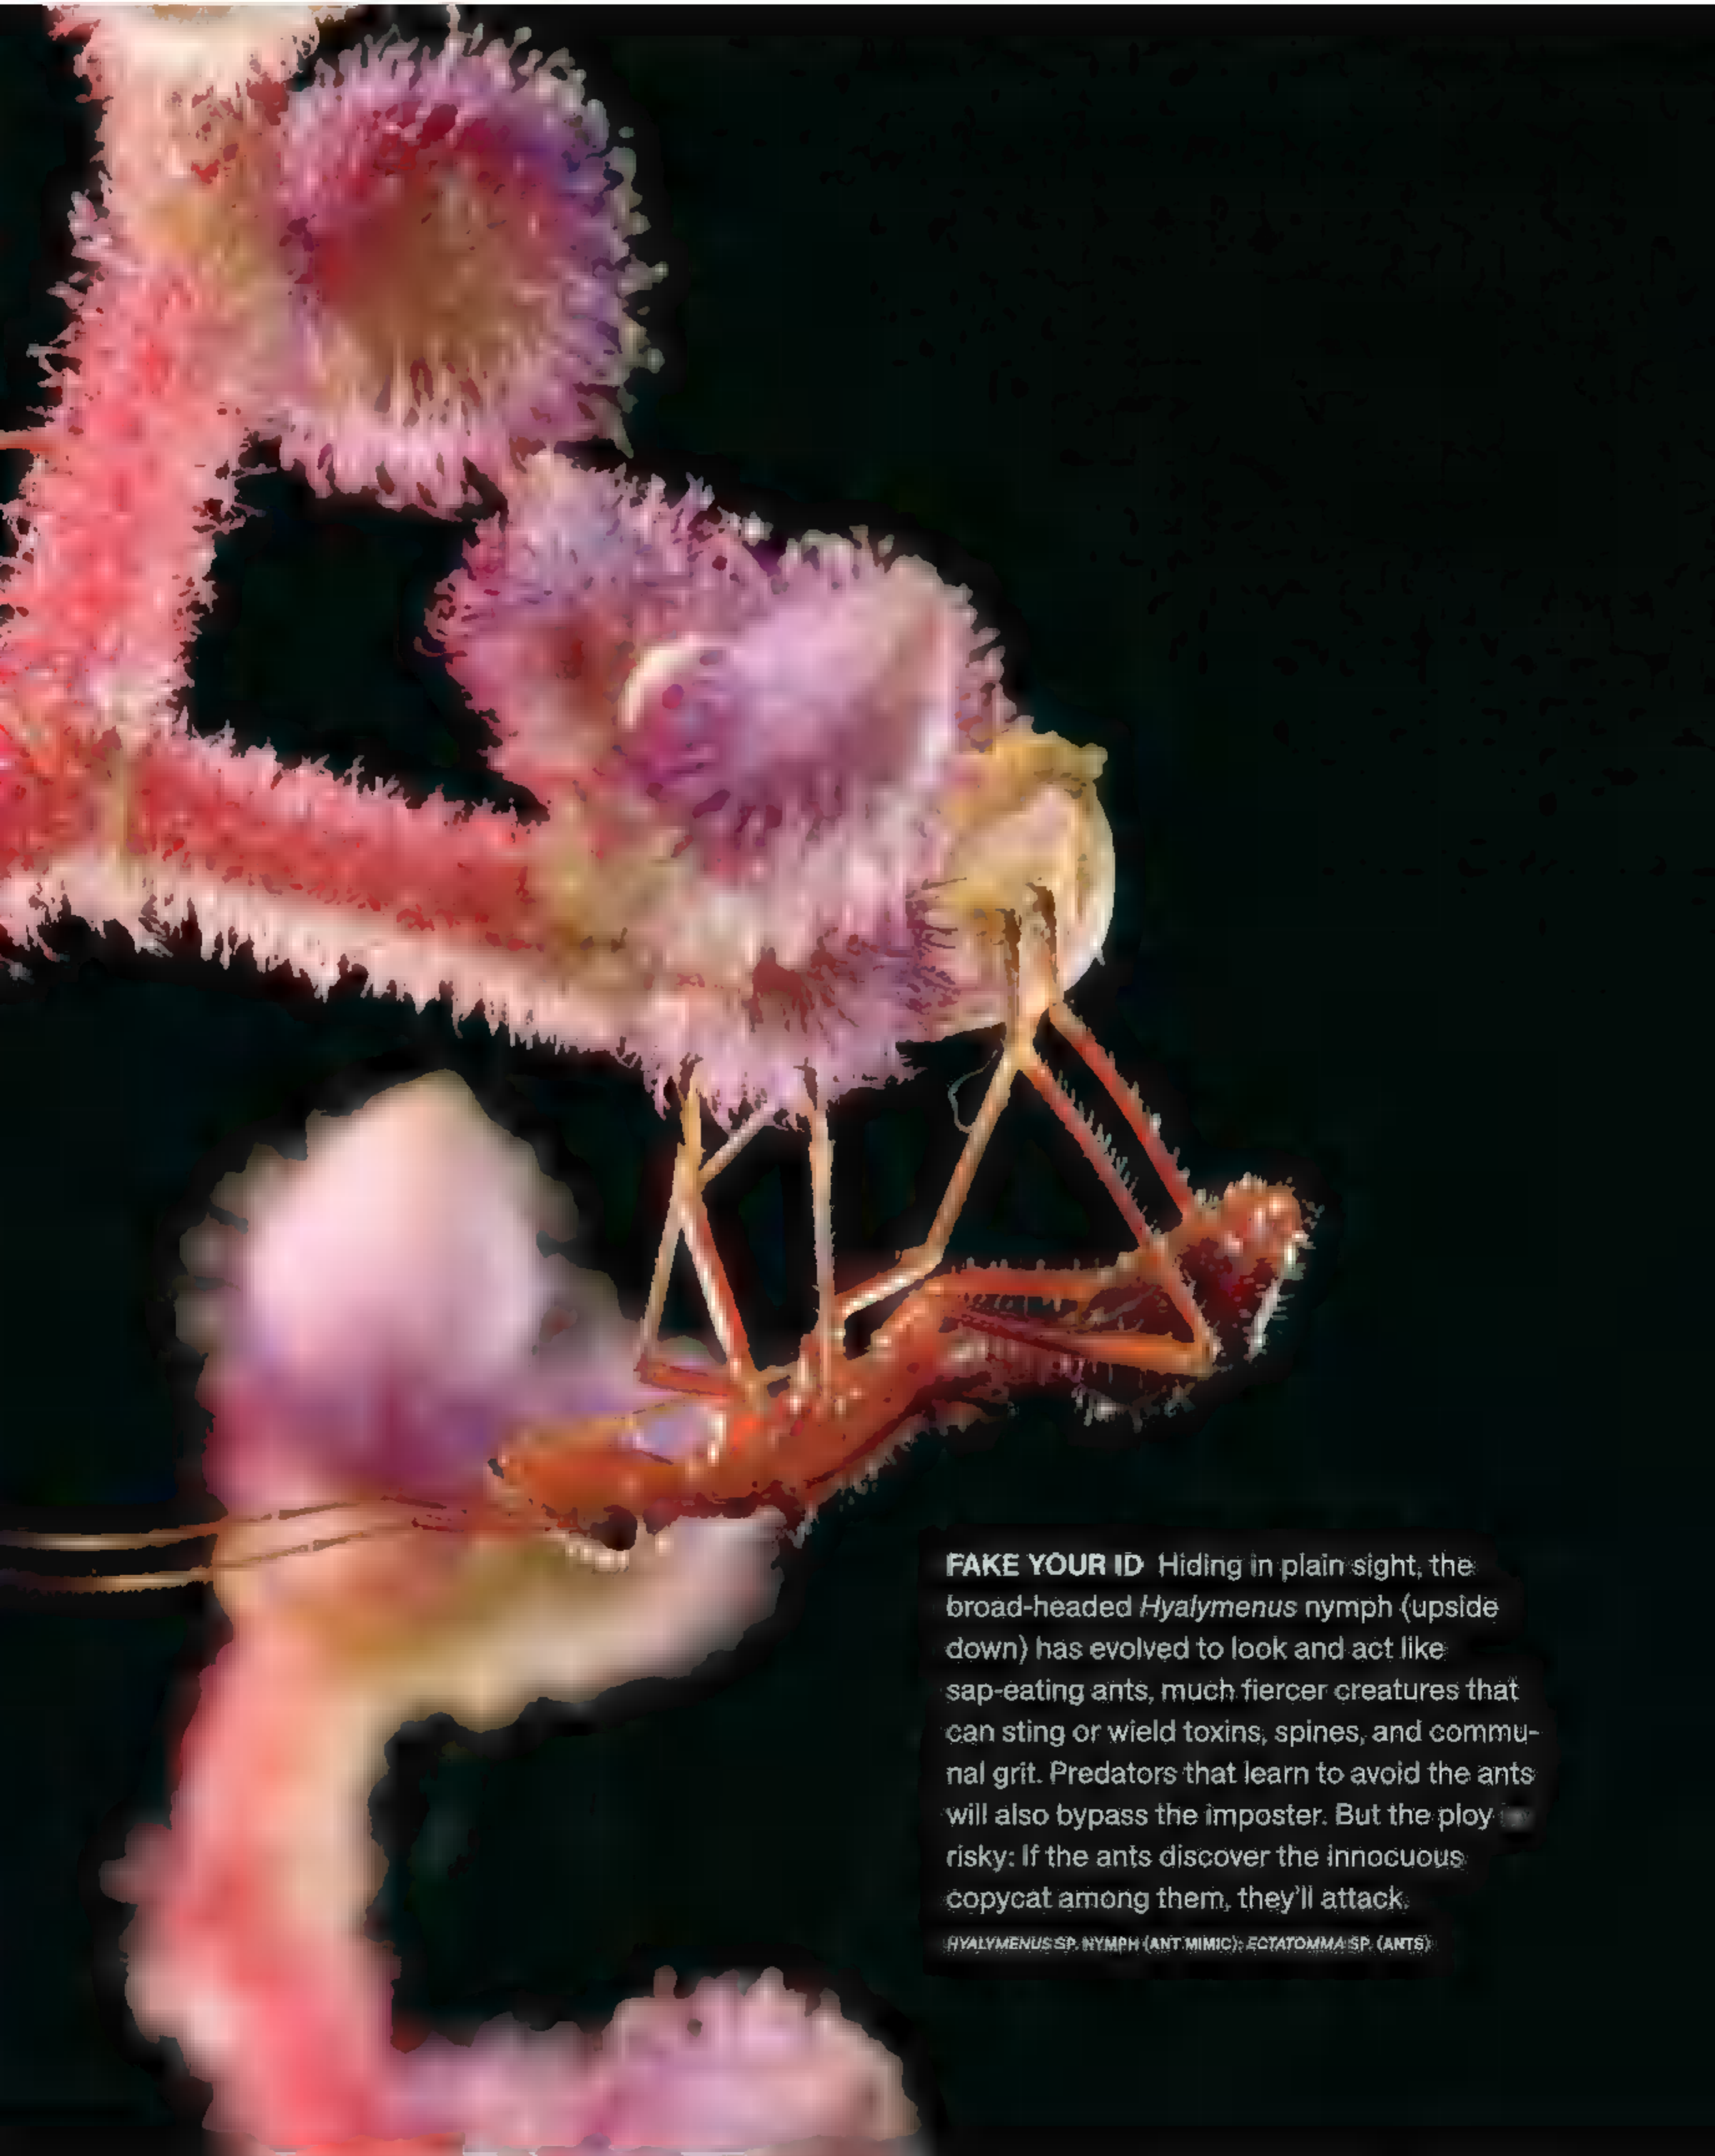 FAKE YOUR ID Hiding in plain sight, the
broad-headed Hyalymenus nymph (upside
down) has evolved to look and act like
sap-eating ants, much fiercer creatures that
can sting or wield toxins, spines, and commu-
nal grit. Predators that learn to avoid the ants
will also bypass the imposter. But the ploy
risky: If the ants discover the innocuous
copycat among them, they'll attack.
HYALYMENUS SP. NYMPH (ANT MIMIC); ECTATOMMA SP. (ANTS)